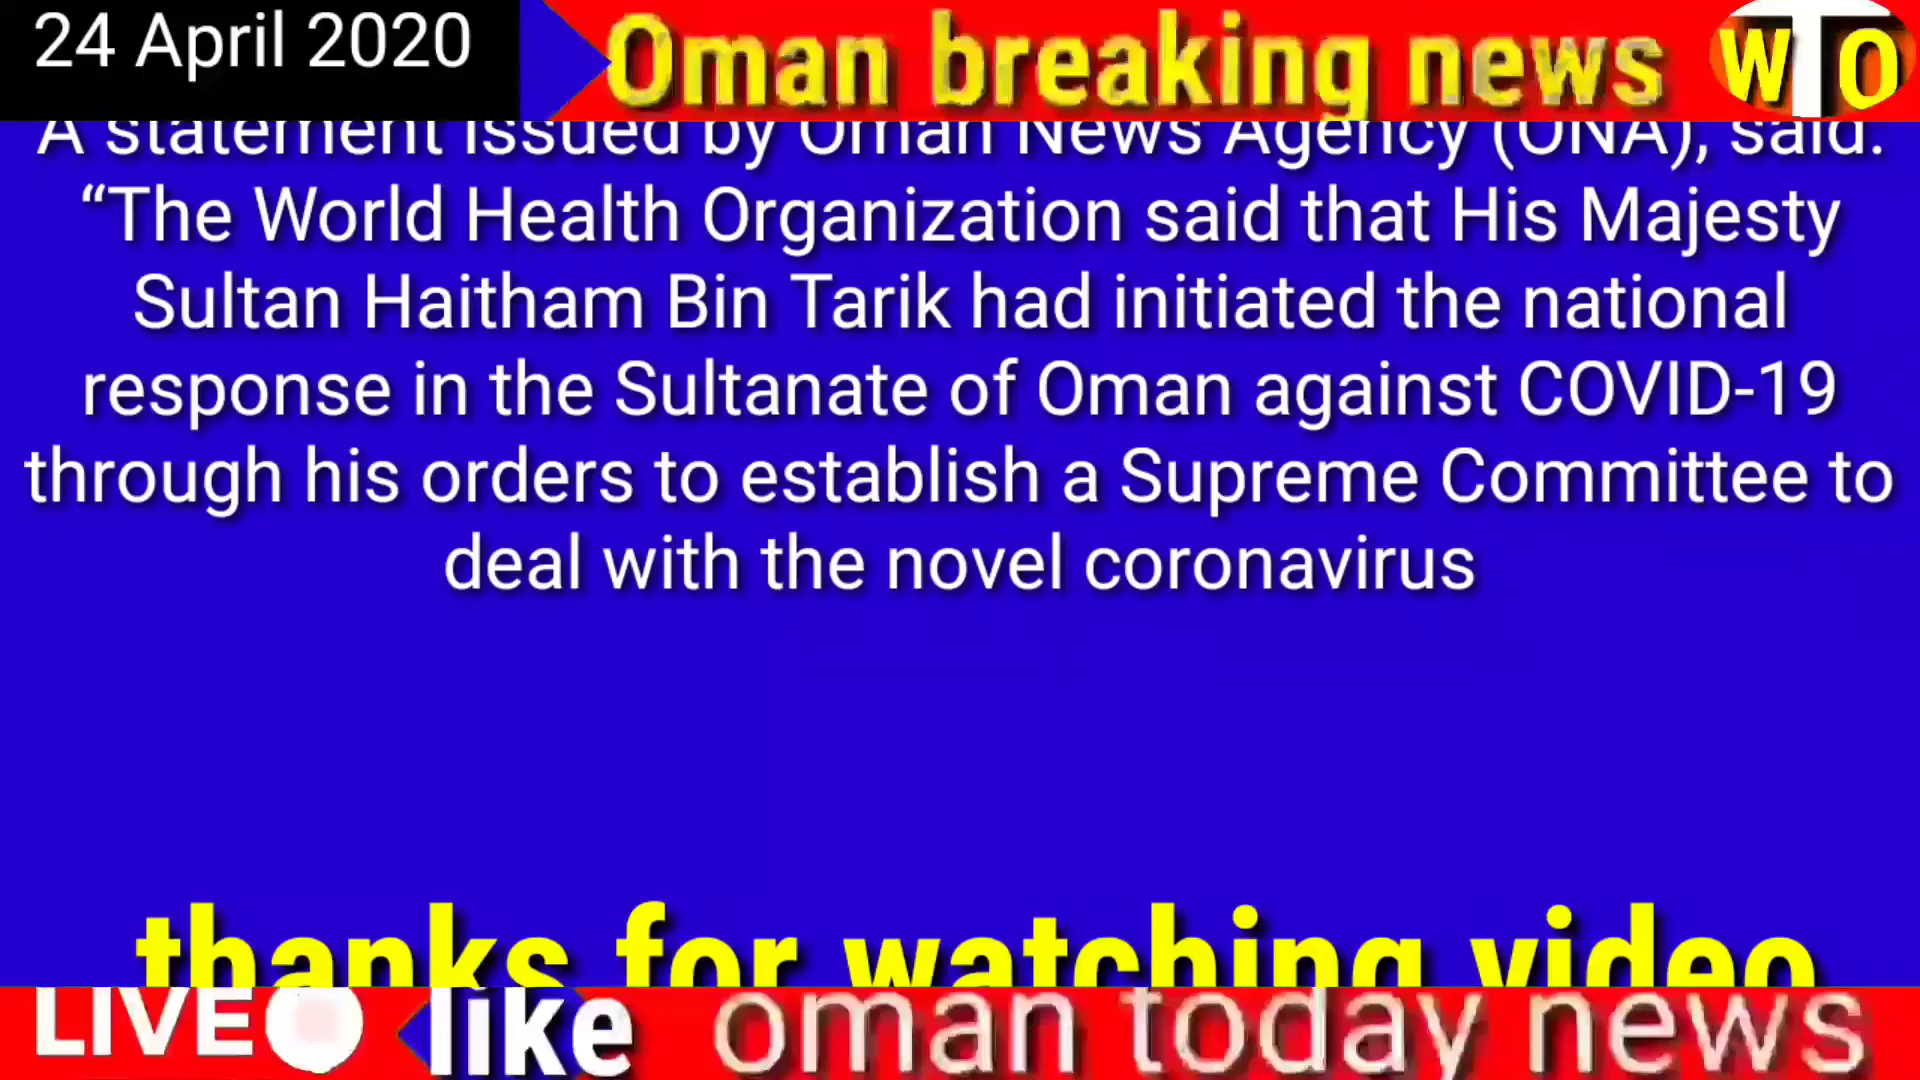 24 April 2020
Oman breaking news
WTO
A statement issued by Oman News Agency (ONA), said:
“The World Health Organization said that His Majesty
Sultan Haitham Bin Tarik had initiated the national
response in the Sultanate of Oman against COVID-19
through his orders to establish a Supreme Committee to
deal with the novel coronavirus
thanks for watching video
LIVE
like
oman today news